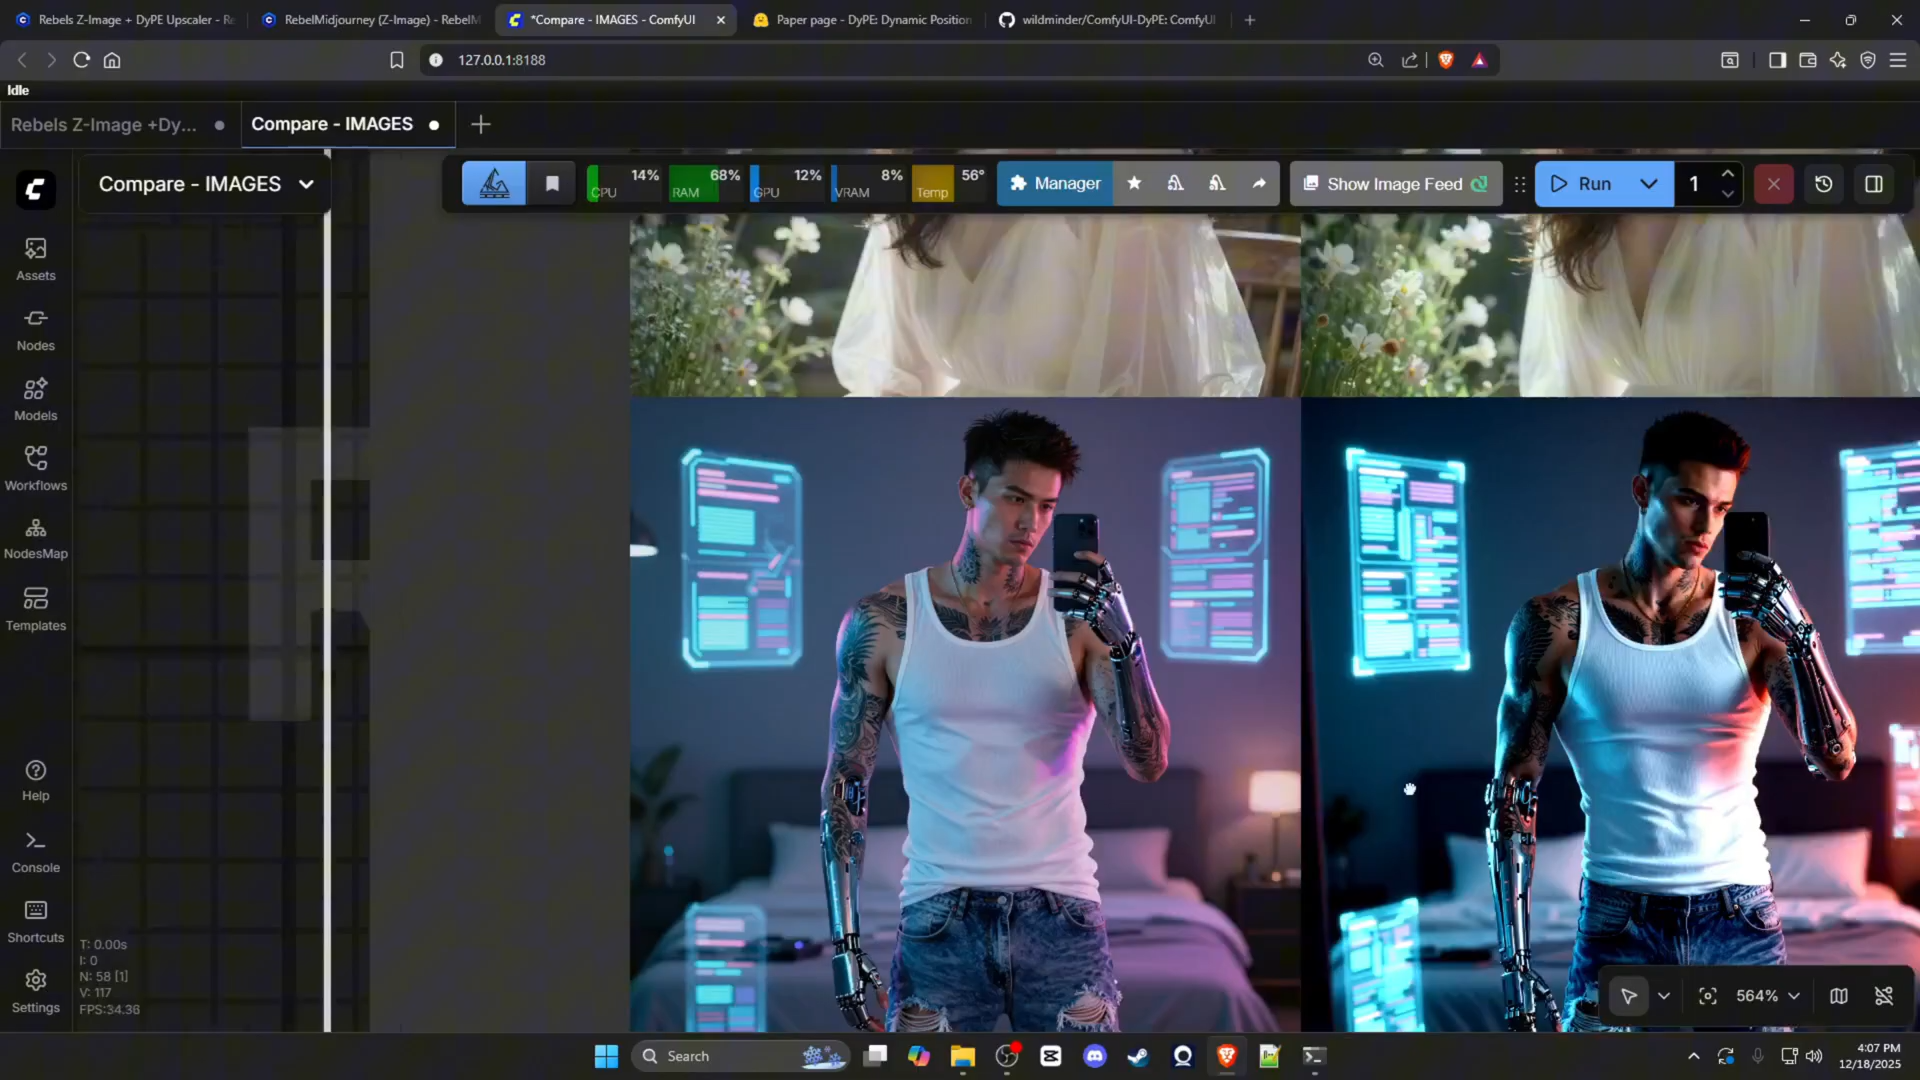 Rebels Z-Image + DyPE Upscaler - Re
RebelMidjourney (Z-Image) - RebelM
*Compare - IMAGES - ComfyUI
Paper page - DyPE: Dynamic Position
wildminder/ComfyUI-DyPE: ComfyUI
127.0.0.1:8188
Idle
Rebels Z-Image +Dy...
Compare - IMAGES
Compare - IMAGES
CPU 14%
RAM 68%
GPU 12%
VRAM 8%
Temp 56°
Manager
Show Image Feed
Run
1
Assets
Nodes
Models
Workflows
NodesMap
Templates
Help
Console
Shortcuts
Settings
T: 0.00s
I: 0
N: 58 [1]
V: 117
FPS:34.36
564%
Search
4:07 PM
12/18/2025